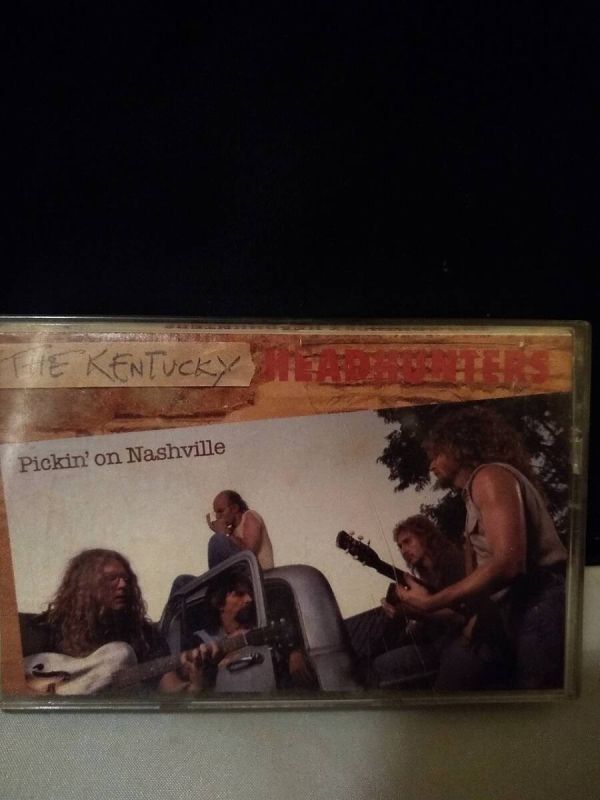 THE KENTUCKY HEADHUNTERS
Pickin' on Nashville